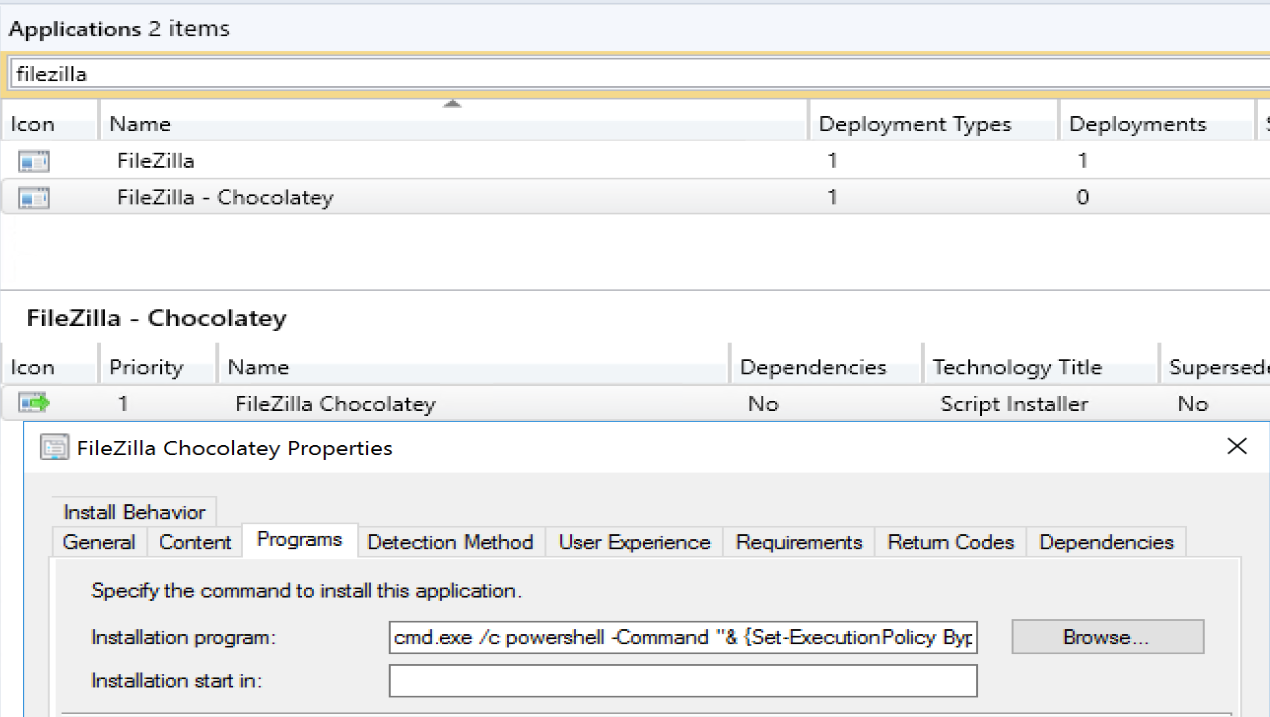 Applications 2 items
filezilla
Icon Name Deployment Types Deployments
FileZilla 1 1
FileZilla - Chocolatey 1 0
FileZilla - Chocolatey
Icon Priority Name Dependencies Technology Title Supersede
1 FileZilla Chocolatey No Script Installer No
FileZilla Chocolatey Properties
Install Behavior
General Content Programs Detection Method User Experience Requirements Return Codes Dependencies
Specify the command to install this application.
Installation program: cmd.exe /c powershell -Command "& {Set-ExecutionPolicy Byp Browse...
Installation start in: